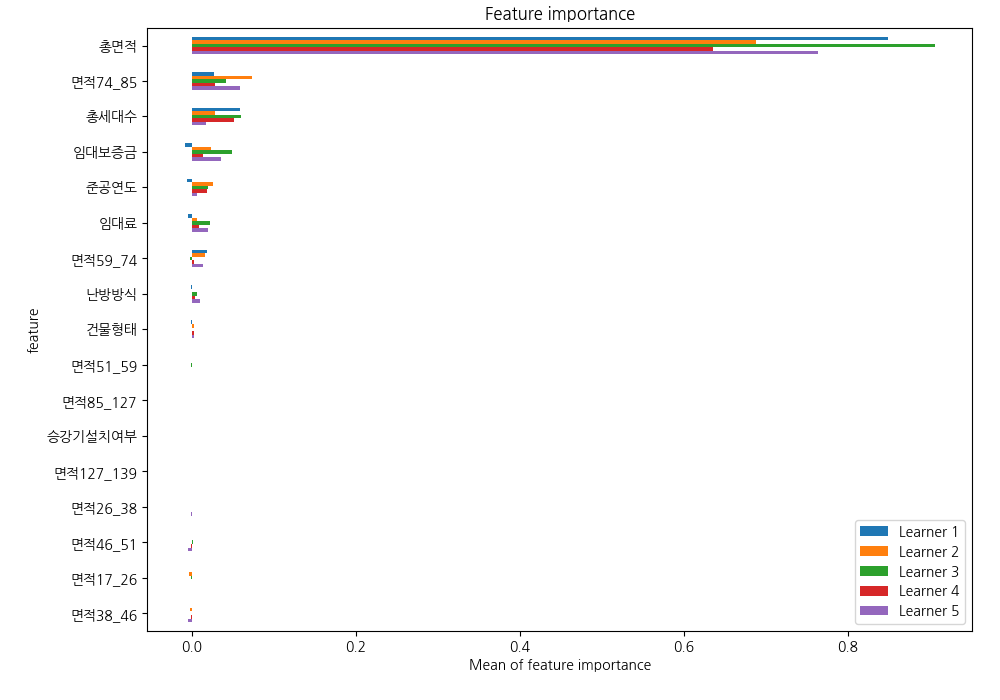 Feature importance
총면적
면적74_85
총세대수
임대보증금
준공연도
임대료
면적59_74
난방방식
건물형태
면적51_59
면적85_127
승강기설치여부
면적127_139
면적26_38
면적46_51
면적17_26
면적38_46
feature
0.0 0.2 0.4 0.6 0.8
Mean of feature importance
Learner 1
Learner 2
Learner 3
Learner 4
Learner 5